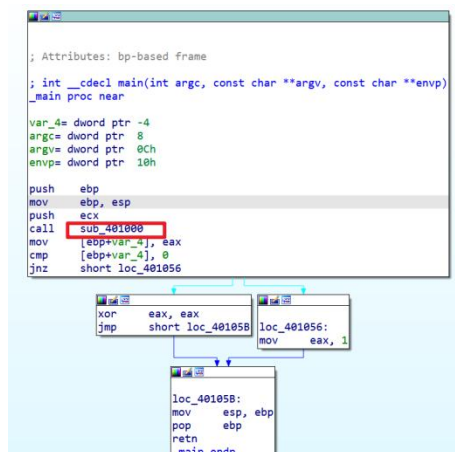 ; Attributes: bp-based frame
; int __cdecl main(int argc, const char **argv, const char **envp)
_main proc near
var_4= dword ptr -4
argc= dword ptr  8
argv= dword ptr  0Ch
envp= dword ptr  10h
push    ebp
mov     ebp, esp
push    ecx
call    sub_401000
mov     [ebp+var_4], eax
cmp     [ebp+var_4], 0
jnz     short loc_401056
xor     eax, eax
jmp     short loc_40105B
loc_401056:
mov     eax, 1
loc_40105B:
mov     esp, ebp
pop     ebp
retn
_main endp